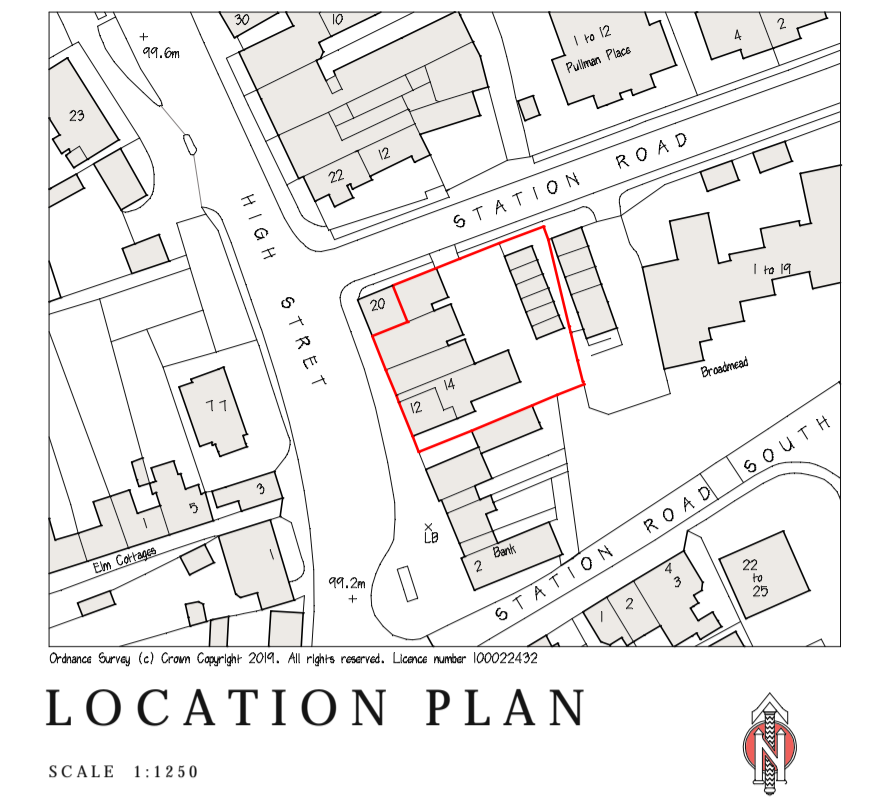 30
10
99.6m
1 to 12
Pullman Place
4
2
23
22
12
STATION ROAD
HIGH STRET
20
1 to 19
Broadmead
14
12
77
STATION ROAD SOUTH
1
5
3
Elm Cottages
1
LB
Bank
2
99.2m
1
2
4
3
22
to
25
Ordnance Survey (c) Crown Copyright 2019. All rights reserved. Licence number 100022432
LOCATION PLAN
SCALE 1:1250
N